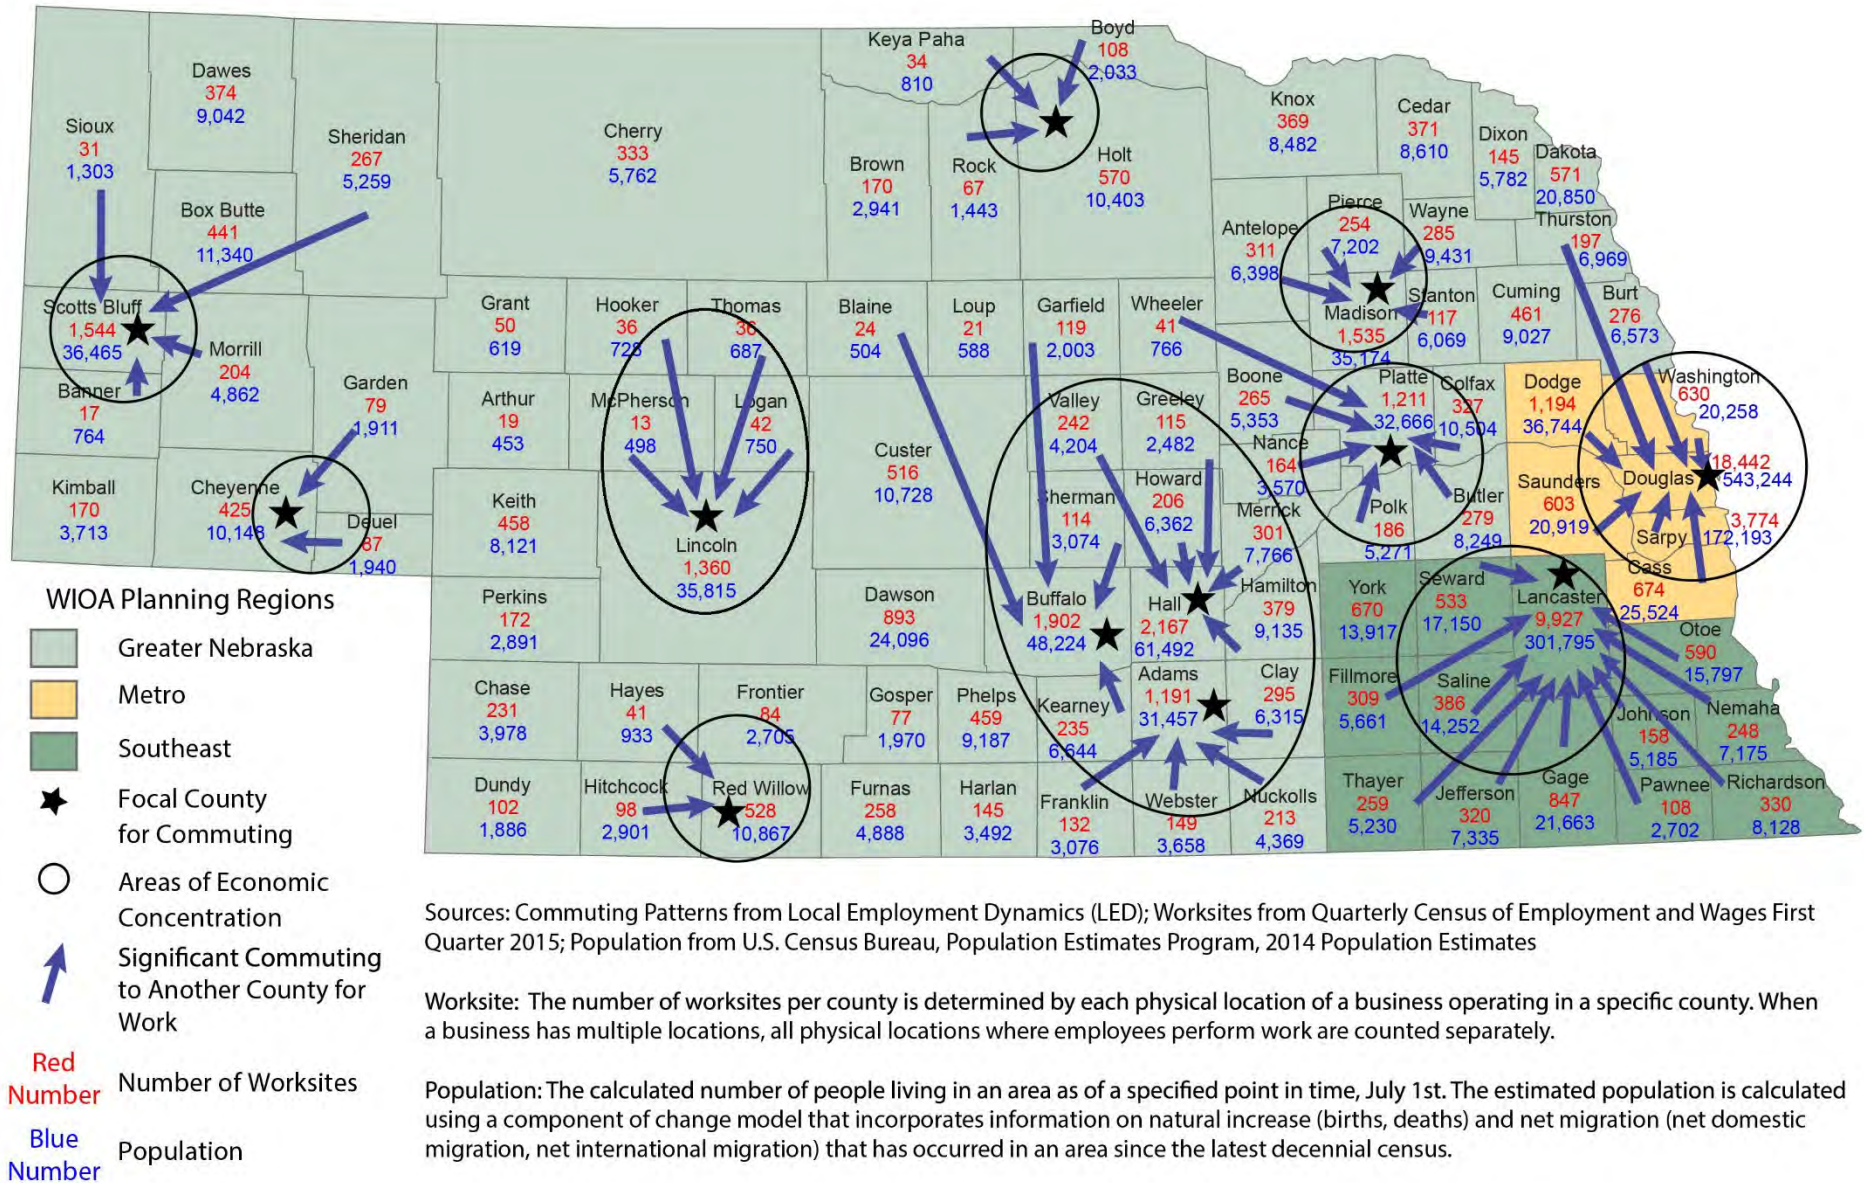 Keya Paha
34
810
Boyd
108
2,033
Dawes
374
9,042
Sioux
31
1,303
Sheridan
267
5,259
Cherry
333
5,762
Brown
170
2,941
Rock
67
1,443
Holt
570
10,403
Knox
369
8,482
Cedar
371
8,610
Dixon
145
5,782
Dakota
571
20,850
Box Butte
441
11,340
Antelope
311
6,398
Pierce
254
7,202
Wayne
285
9,431
Thurston
197
6,969
Scotts Bluff
1,544
36,465
Morrill
204
4,862
Banner
17
764
Garden
79
1,911
Grant
50
619
Hooker
36
728
Thomas
36
687
Blaine
24
504
Loup
21
588
Garfield
119
2,003
Wheeler
41
766
Madison
1,535
35,174
Stanton
117
6,069
Cuming
461
9,027
Burt
276
6,573
Arthur
19
453
McPherson
13
498
Logan
42
750
Custer
516
10,728
Valley
242
4,204
Greeley
115
2,482
Boone
265
5,353
Nance
164
3,570
Platte
1,211
32,666
Colfax
327
10,504
Dodge
1,194
36,744
Washington
630
20,258
Kimball
170
3,713
Cheyenne
425
10,148
Deuel
87
1,940
Keith
458
8,121
Lincoln
1,360
35,815
Sherman
114
3,074
Howard
206
6,362
Merrick
301
7,766
Polk
186
5,271
Butler
279
8,249
Saunders
603
20,919
Douglas
18,442
543,244
Sarpy
3,774
172,193
Cass
674
25,524
Perkins
172
2,891
Dawson
893
24,096
Buffalo
1,902
48,224
Hall
2,167
61,492
Hamilton
379
9,135
York
670
13,917
Seward
533
17,150
Lancaster
9,927
301,795
Otoe
590
15,797
Chase
231
3,978
Hayes
41
933
Frontier
84
2,705
Gosper
77
1,970
Phelps
459
9,187
Kearney
235
6,644
Adams
1,191
31,457
Clay
295
6,315
Fillmore
309
5,661
Saline
386
14,252
Johnson
158
5,185
Nemaha
248
7,175
Dundy
102
1,886
Hitchcock
98
2,901
Red Willow
528
10,867
Furnas
258
4,888
Harlan
145
3,492
Franklin
132
3,076
Webster
149
3,658
Nuckolls
213
4,369
Thayer
259
5,230
Jefferson
320
7,335
Gage
847
21,663
Pawnee
108
2,702
Richardson
330
8,128
WIOA Planning Regions
Greater Nebraska
Metro
Southeast
Focal County
for Commuting
Areas of Economic
Concentration
Significant Commuting
to Another County for
Work
Red
Number
Number of Worksites
Blue
Number
Population
Sources: Commuting Patterns from Local Employment Dynamics (LED); Worksites from Quarterly Census of Employment and Wages First
Quarter 2015; Population from U.S. Census Bureau, Population Estimates Program, 2014 Population Estimates
Worksite: The number of worksites per county is determined by each physical location of a business operating in a specific county. When
a business has multiple locations, all physical locations where employees perform work are counted separately.
Population: The calculated number of people living in an area as of a specified point in time, July 1st. The estimated population is calculated
using a component of change model that incorporates information on natural increase (births, deaths) and net migration (net domestic
migration, net international migration) that has occurred in an area since the latest decennial census.